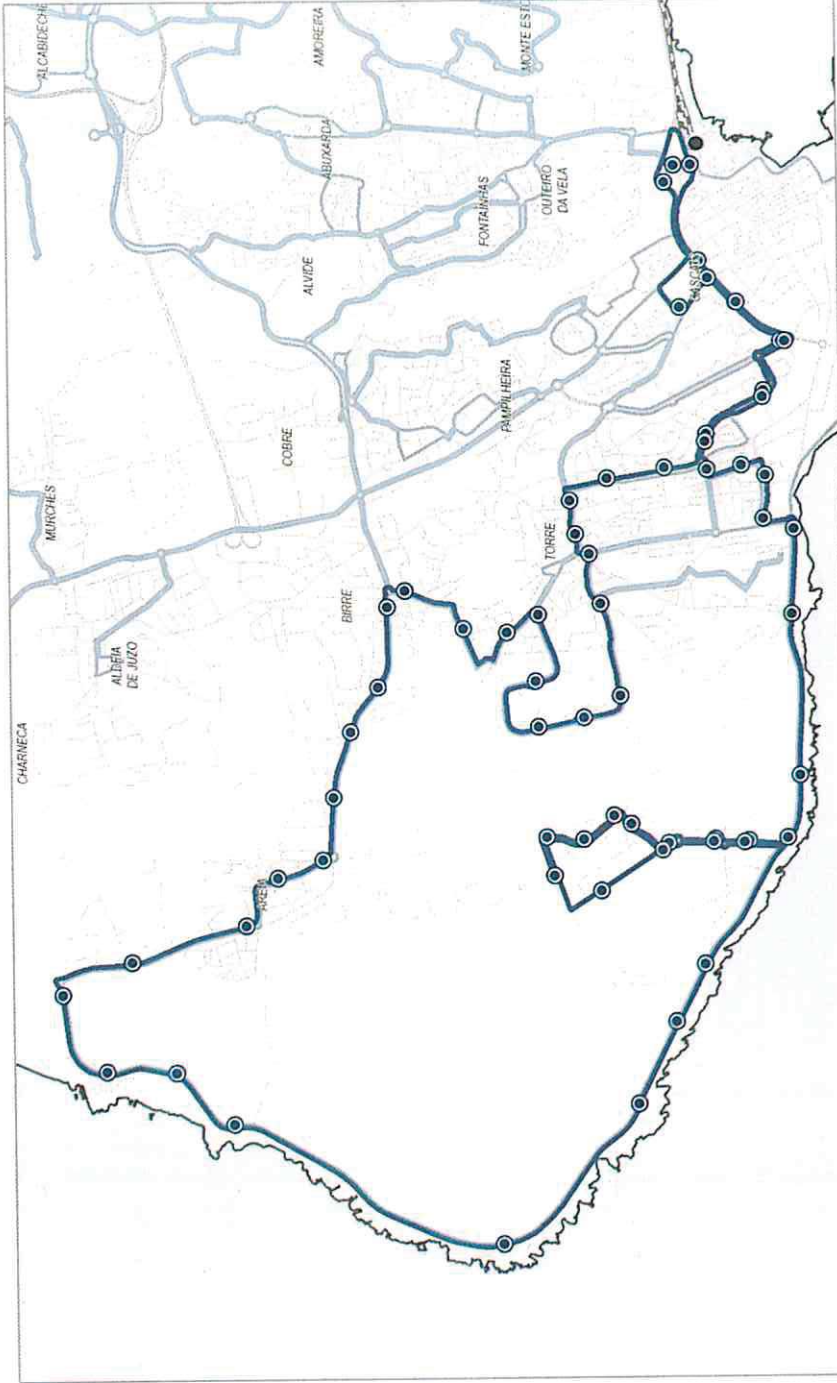 ALCABIDECHE
AMOREIRA
MONTE ESTO
ABUXARDA
FONTAINHAS
OUTEIRO
DA VELA
ALVIDE
CASCAIS
PAMPILHEIRA
COBRE
MURCHES
TORRE
BIRRE
ALDEIA
DE JUZO
CHARNECA
AREIA